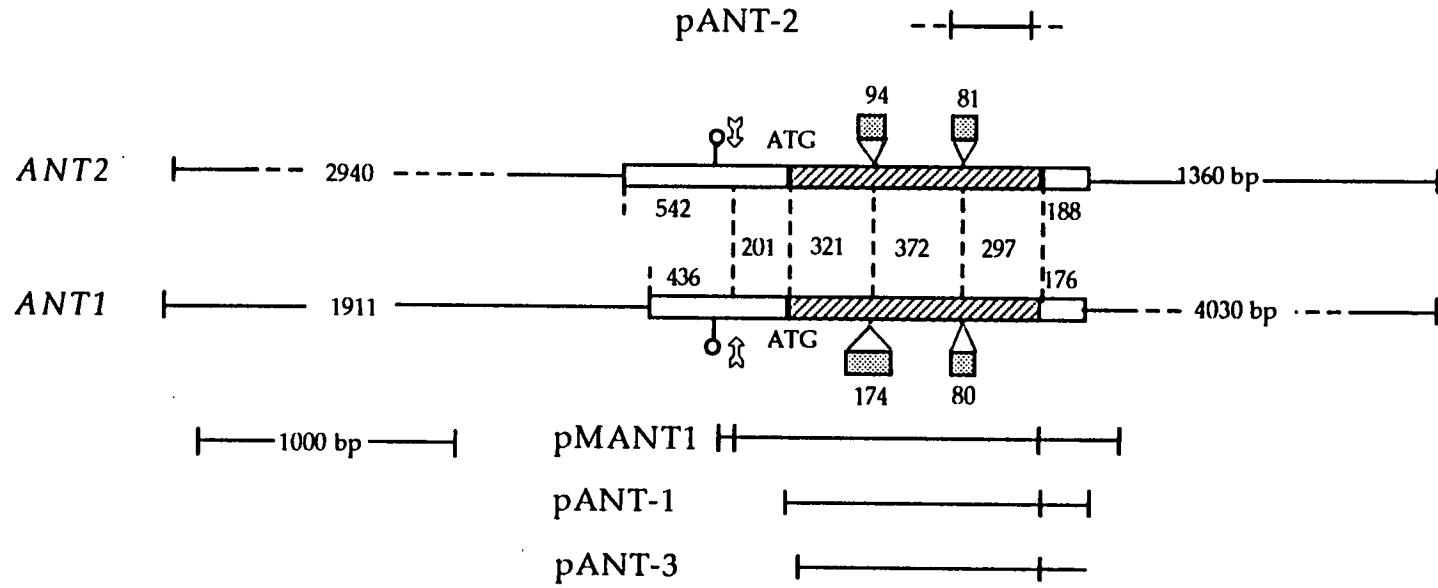 pANT-2
94 81
ATG
ANT2 2940 1360 bp
542 188
201 321 372 297
436 176
ANT1 1911 4030 bp
ATG
174 80
1000 bp pMANT1
pANT-1
pANT-3